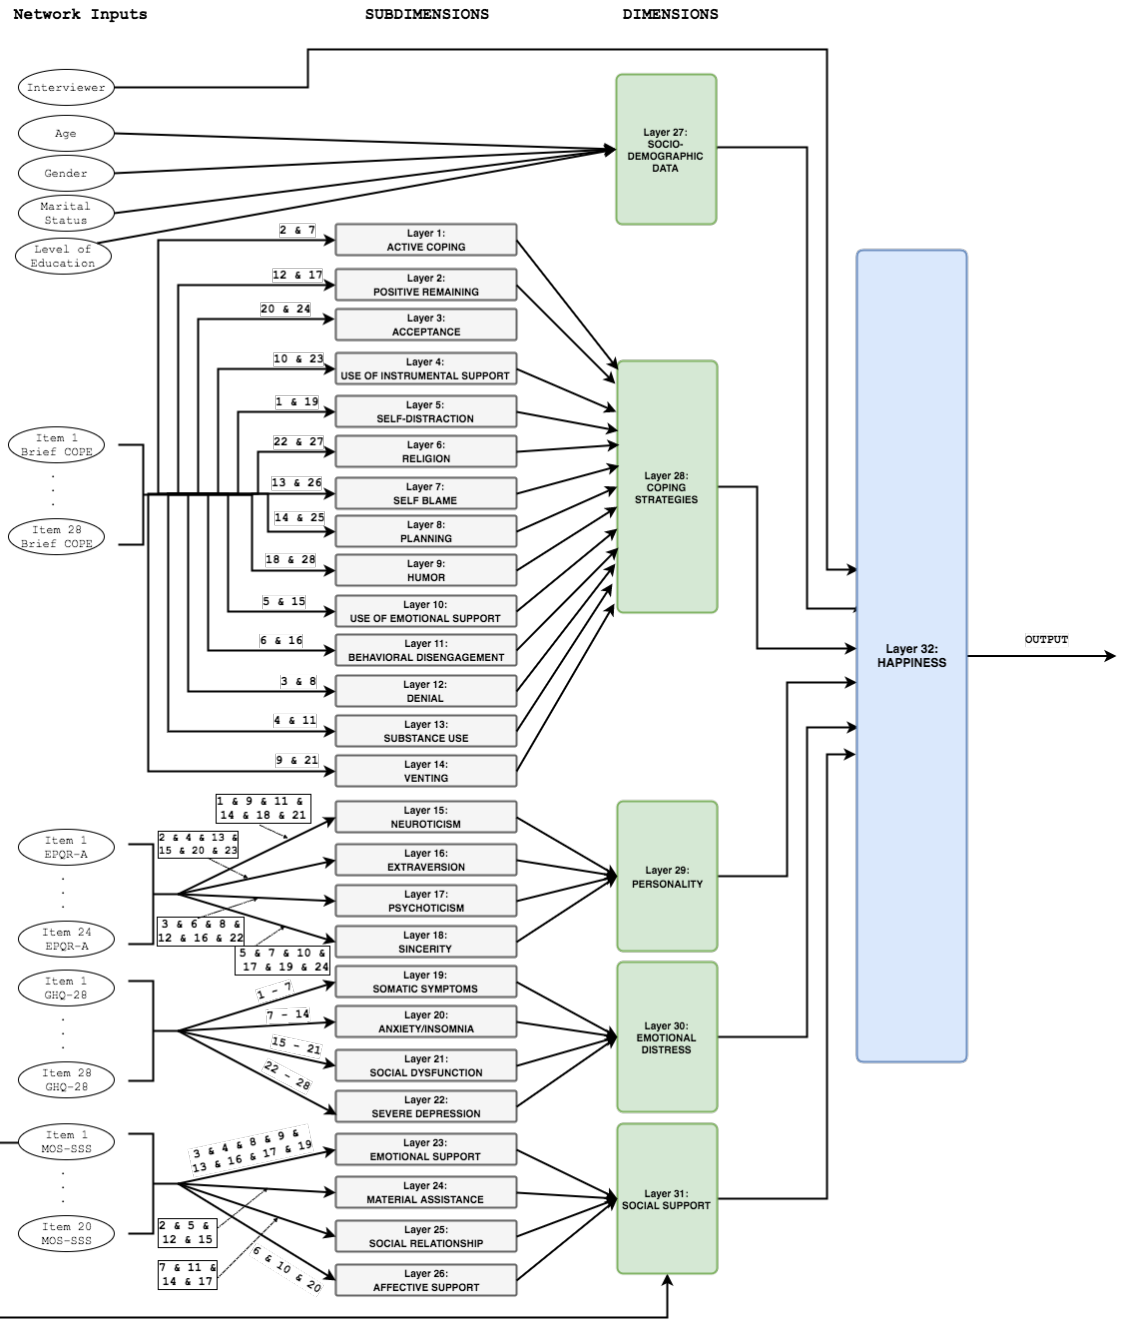 Network Inputs
SUBDIMENSIONS
DIMENSIONS
Interviewer
Age
Gender
Marital
Status
Level of
Education
Layer 27:
SOCIO-
DEMOGRAPHIC
DATA
2 & 7
Layer 1:
ACTIVE COPING
12 & 17
Layer 2:
POSITIVE REMAINING
20 & 24
Layer 3:
ACCEPTANCE
10 & 23
Layer 4:
USE OF INSTRUMENTAL SUPPORT
1 & 19
Layer 5:
SELF-DISTRACTION
22 & 27
Layer 6:
RELIGION
13 & 26
Layer 7:
SELF BLAME
14 & 25
Layer 8:
PLANNING
18 & 28
Layer 9:
HUMOR
5 & 15
Layer 10:
USE OF EMOTIONAL SUPPORT
6 & 16
Layer 11:
BEHAVIORAL DISENGAGEMENT
3 & 8
Layer 12:
DENIAL
4 & 11
Layer 13:
SUBSTANCE USE
9 & 21
Layer 14:
VENTING
Item 1
Brief COPE
.
.
.
Item 28
Brief COPE
Layer 28:
COPING
STRATEGIES
Layer 32:
HAPPINESS
OUTPUT
1 & 9 & 11 &
14 & 18 & 21
2 & 4 & 13 &
15 & 20 & 23
3 & 6 & 8 &
12 & 16 & 22
5 & 7 & 10 &
17 & 19 & 24
Item 1
EPQR-A
.
.
.
Item 24
EPQR-A
Layer 15:
NEUROTICISM
Layer 16:
EXTRAVERSION
Layer 17:
PSYCHOTICISM
Layer 18:
SINCERITY
Layer 29:
PERSONALITY
Item 1
GHQ-28
.
.
.
Item 28
GHQ-28
1 - 7
7 - 14
15 - 21
22 - 28
Layer 19:
SOMATIC SYMPTOMS
Layer 20:
ANXIETY/INSOMNIA
Layer 21:
SOCIAL DYSFUNCTION
Layer 22:
SEVERE DEPRESSION
Layer 30:
EMOTIONAL
DISTRESS
Item 1
MOS-SSS
.
.
.
Item 20
MOS-SSS
3 & 4 & 8 & 9 &
13 & 16 & 17 & 19
2 & 5 &
12 & 15
7 & 11 &
14 & 17
6 & 10 & 20
Layer 23:
EMOTIONAL SUPPORT
Layer 24:
MATERIAL ASSISTANCE
Layer 25:
SOCIAL RELATIONSHIP
Layer 26:
AFFECTIVE SUPPORT
Layer 31:
SOCIAL SUPPORT